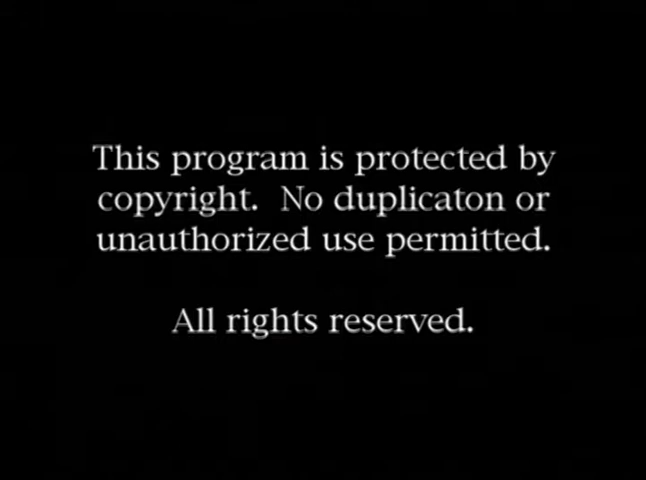 This program is protected by
copyright.  No duplicaton or
unauthorized use permitted.
All rights reserved.